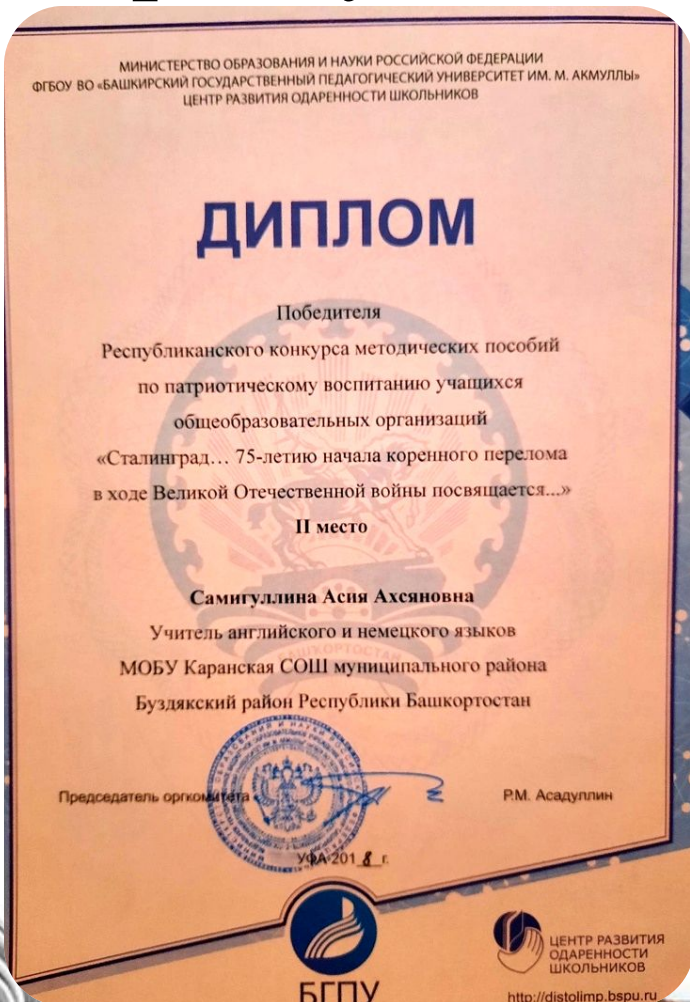 МИНИСТЕРСТВО ОБРАЗОВАНИЯ И НАУКИ РОССИЙСКОЙ ФЕДЕРАЦИИ
ФГБОУ ВО «БАШКИРСКИЙ ГОСУДАРСТВЕННЫЙ ПЕДАГОГИЧЕСКИЙ УНИВЕРСИТЕТ ИМ. М. АКМУЛЛЫ»
ЦЕНТР РАЗВИТИЯ ОДАРЕННОСТИ ШКОЛЬНИКОВ
ДИПЛОМ
Победителя
Республиканского конкурса методических пособий
по патриотическому воспитанию учащихся
общеобразовательных организаций
«Сталинград... 75-летию начала коренного перелома
в ходе Великой Отечественной войны посвящается...»
II место
Самигуллина Асия Ахсяновна
Учитель английского и немецкого языков
БАШКОРТОСТАН
МОБУ Каранская СОШ муниципального района
Буздякский район Республики Башкортостан
Председатель оргкомитета
Р.М. Асадуллин
УФА-2018 г.
БГПУ
ЦЕНТР РАЗВИТИЯ
ОДАРЕННОСТИ
ШКОЛЬНИКОВ
http://distolimp.bspu.ru